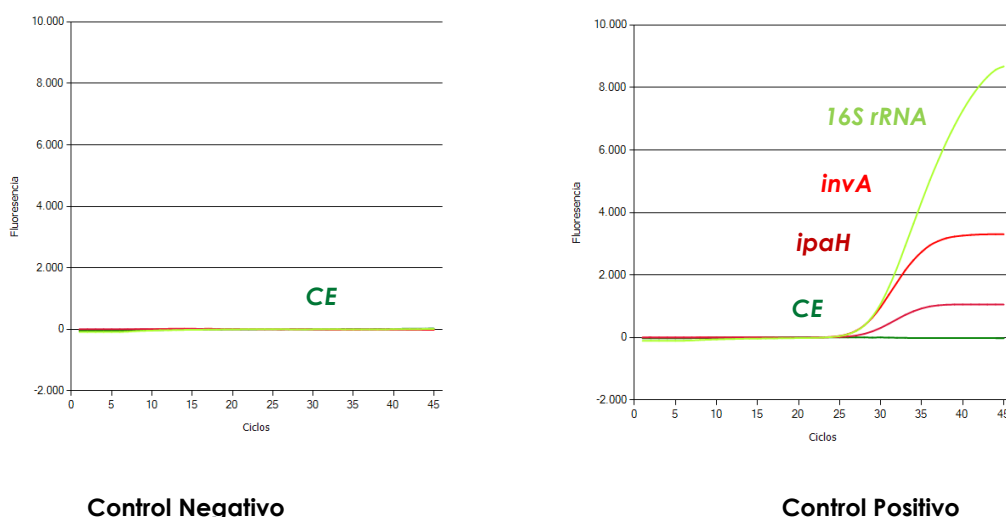 10.000
8.000
6.000
4.000
2.000
0
-2.000
Fluoresencia
CE
0 5 10 15 20 25 30 35 40 45
Ciclos
Control Negativo
10.000
8.000
6.000
4.000
2.000
0
-2.000
Fluoresencia
16S rRNA
invA
ipaH
CE
0 5 10 15 20 25 30 35 40 45
Ciclos
Control Positivo